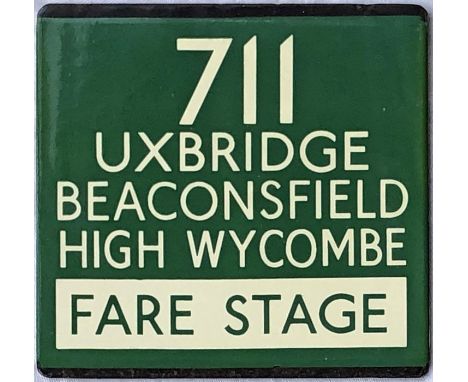 711
UXBRIDGE
BEACONSFIELD
HIGH WYCOMBE
FARE STAGE